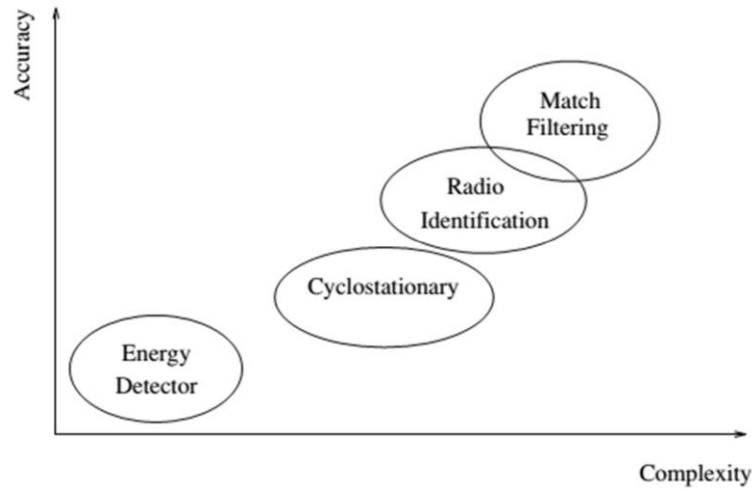 Accuracy
Match
Filtering
Radio
Identification
Cyclostationary
Energy
Detector
Complexity